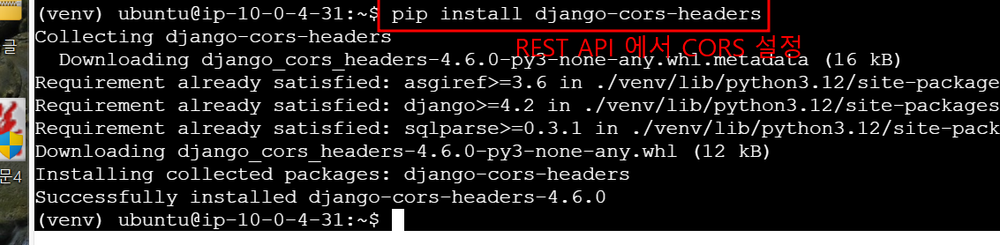 (venv) ubuntu@ip-10-0-4-31:~$ pip install django-cors-headers
Collecting django-cors-headers
REST API 에서 CORS 설정
Downloading django_cors_headers-4.6.0-py3-none-any.whl.metadata (16 kB)
글
Requirement already satisfied: asgiref>=3.6 in ./venv/lib/python3.12/site-package
Requirement already satisfied: django>=4.2 in ./venv/lib/python3.12/site-packages
Requirement already satisfied: sqlparse>=0.3.1 in ./venv/lib/python3.12/site-pack
Downloading django_cors_headers-4.6.0-py3-none-any.whl (12 kB)
Installing collected packages: django-cors-headers
문4
Successfully installed django-cors-headers-4.6.0
(venv) ubuntu@ip-10-0-4-31:~$